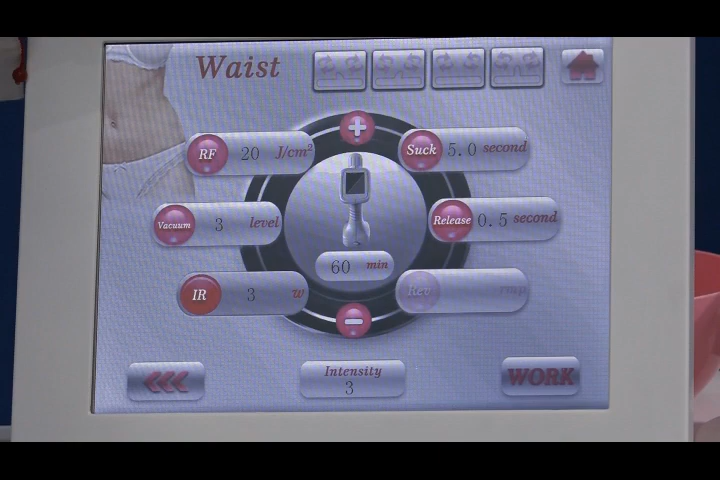 Waist
RF 20 J/cm²
Suck 5.0 second
Vacuum 3 level
Release 0.5 second
60 min
IR 3 w
Rev rmp
Intensity
3
WORK